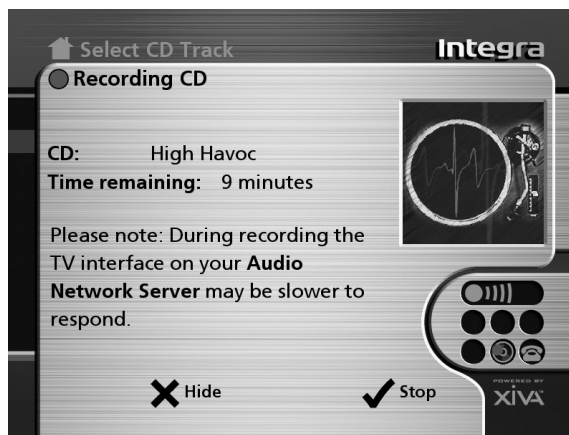 Select CD Track
Integra
Recording CD
CD: High Havoc
Time remaining: 9 minutes
Please note: During recording the
TV interface on your Audio
Network Server may be slower to
respond.
Hide
Stop
POWERED BY
XiVA